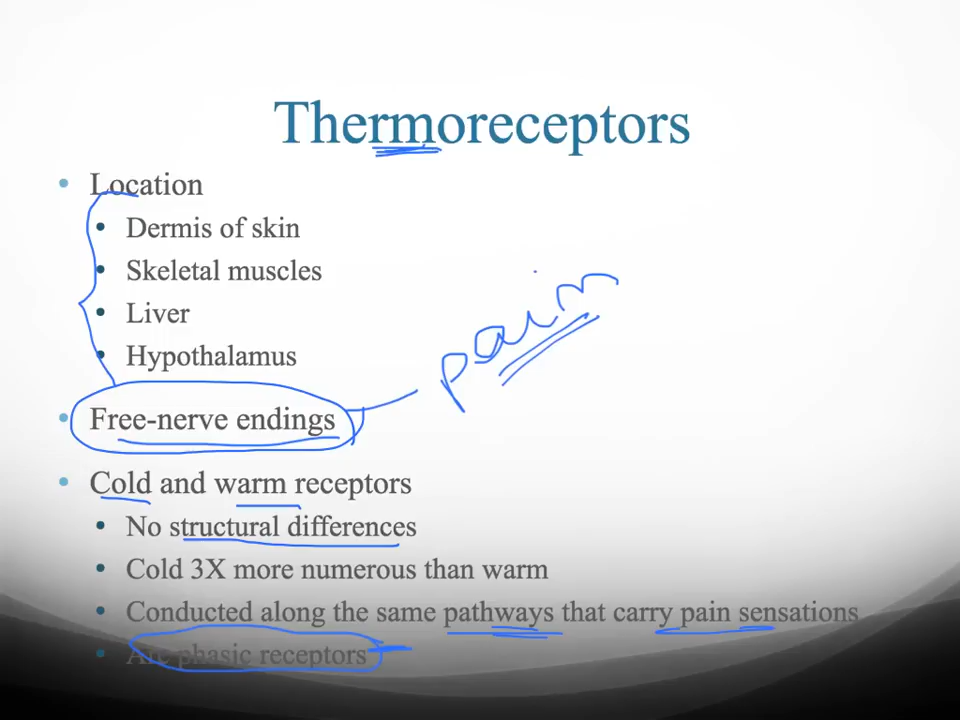 Thermoreceptors
• Location
• Dermis of skin
• Skeletal muscles
• Liver
• Hypothalamus
pain
• Free-nerve endings
• Cold and warm receptors
• No structural differences
• Cold 3X more numerous than warm
• Conducted along the same pathways that carry pain sensations
• Are phasic receptors